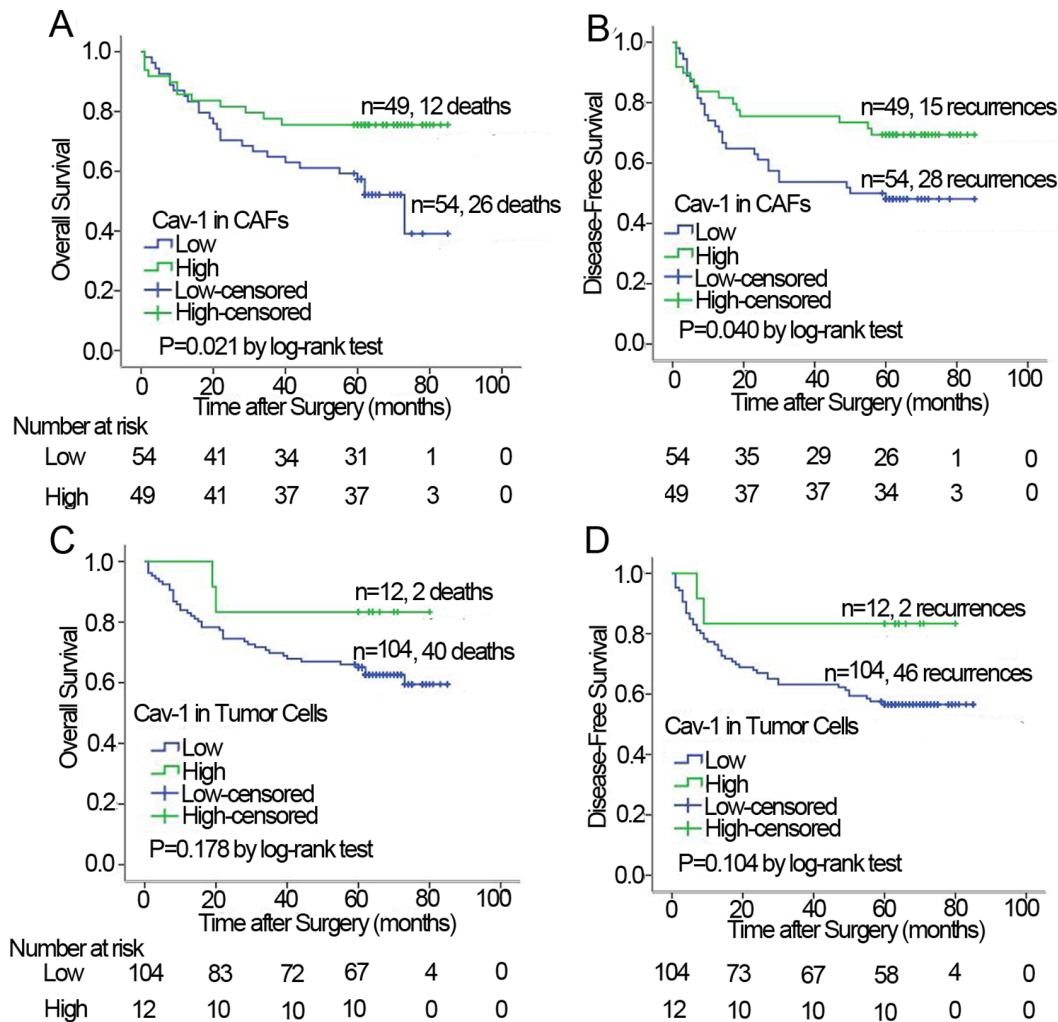 A
Overall Survival
1.0
0.8
0.6
0.4
0.2
0.0
n=49, 12 deaths
n=54, 26 deaths
Cav-1 in CAFs
Low
High
Low-censored
High-censored
P=0.021 by log-rank test
0 20 40 60 80 100
Time after Surgery (months)
Number at risk
Low 54 41 34 31 1 0
High 49 41 37 37 3 0
B
Disease-Free Survival
1.0
0.8
0.6
0.4
0.2
0.0
n=49, 15 recurrences
n=54, 28 recurrences
Cav-1 in CAFs
Low
High
Low-censored
High-censored
P=0.040 by log-rank test
0 20 40 60 80 100
Time after Surgery (months)
54 35 29 26 1 0
49 37 37 34 3 0
C
Overall Survival
1.0
0.8
0.6
0.4
0.2
0.0
n=12, 2 deaths
n=104, 40 deaths
Cav-1 in Tumor Cells
Low
High
Low-censored
High-censored
P=0.178 by log-rank test
0 20 40 60 80 100
Time after Surgery (months)
Number at risk
Low 104 83 72 67 4 0
High 12 10 10 10 0 0
D
Disease-Free Survival
1.0
0.8
0.6
0.4
0.2
0.0
n=12, 2 recurrences
n=104, 46 recurrences
Cav-1 in Tumor Cells
Low
High
Low-censored
High-censored
P=0.104 by log-rank test
0 20 40 60 80 100
Time after Surgery (months)
104 73 67 58 4 0
12 10 10 10 0 0